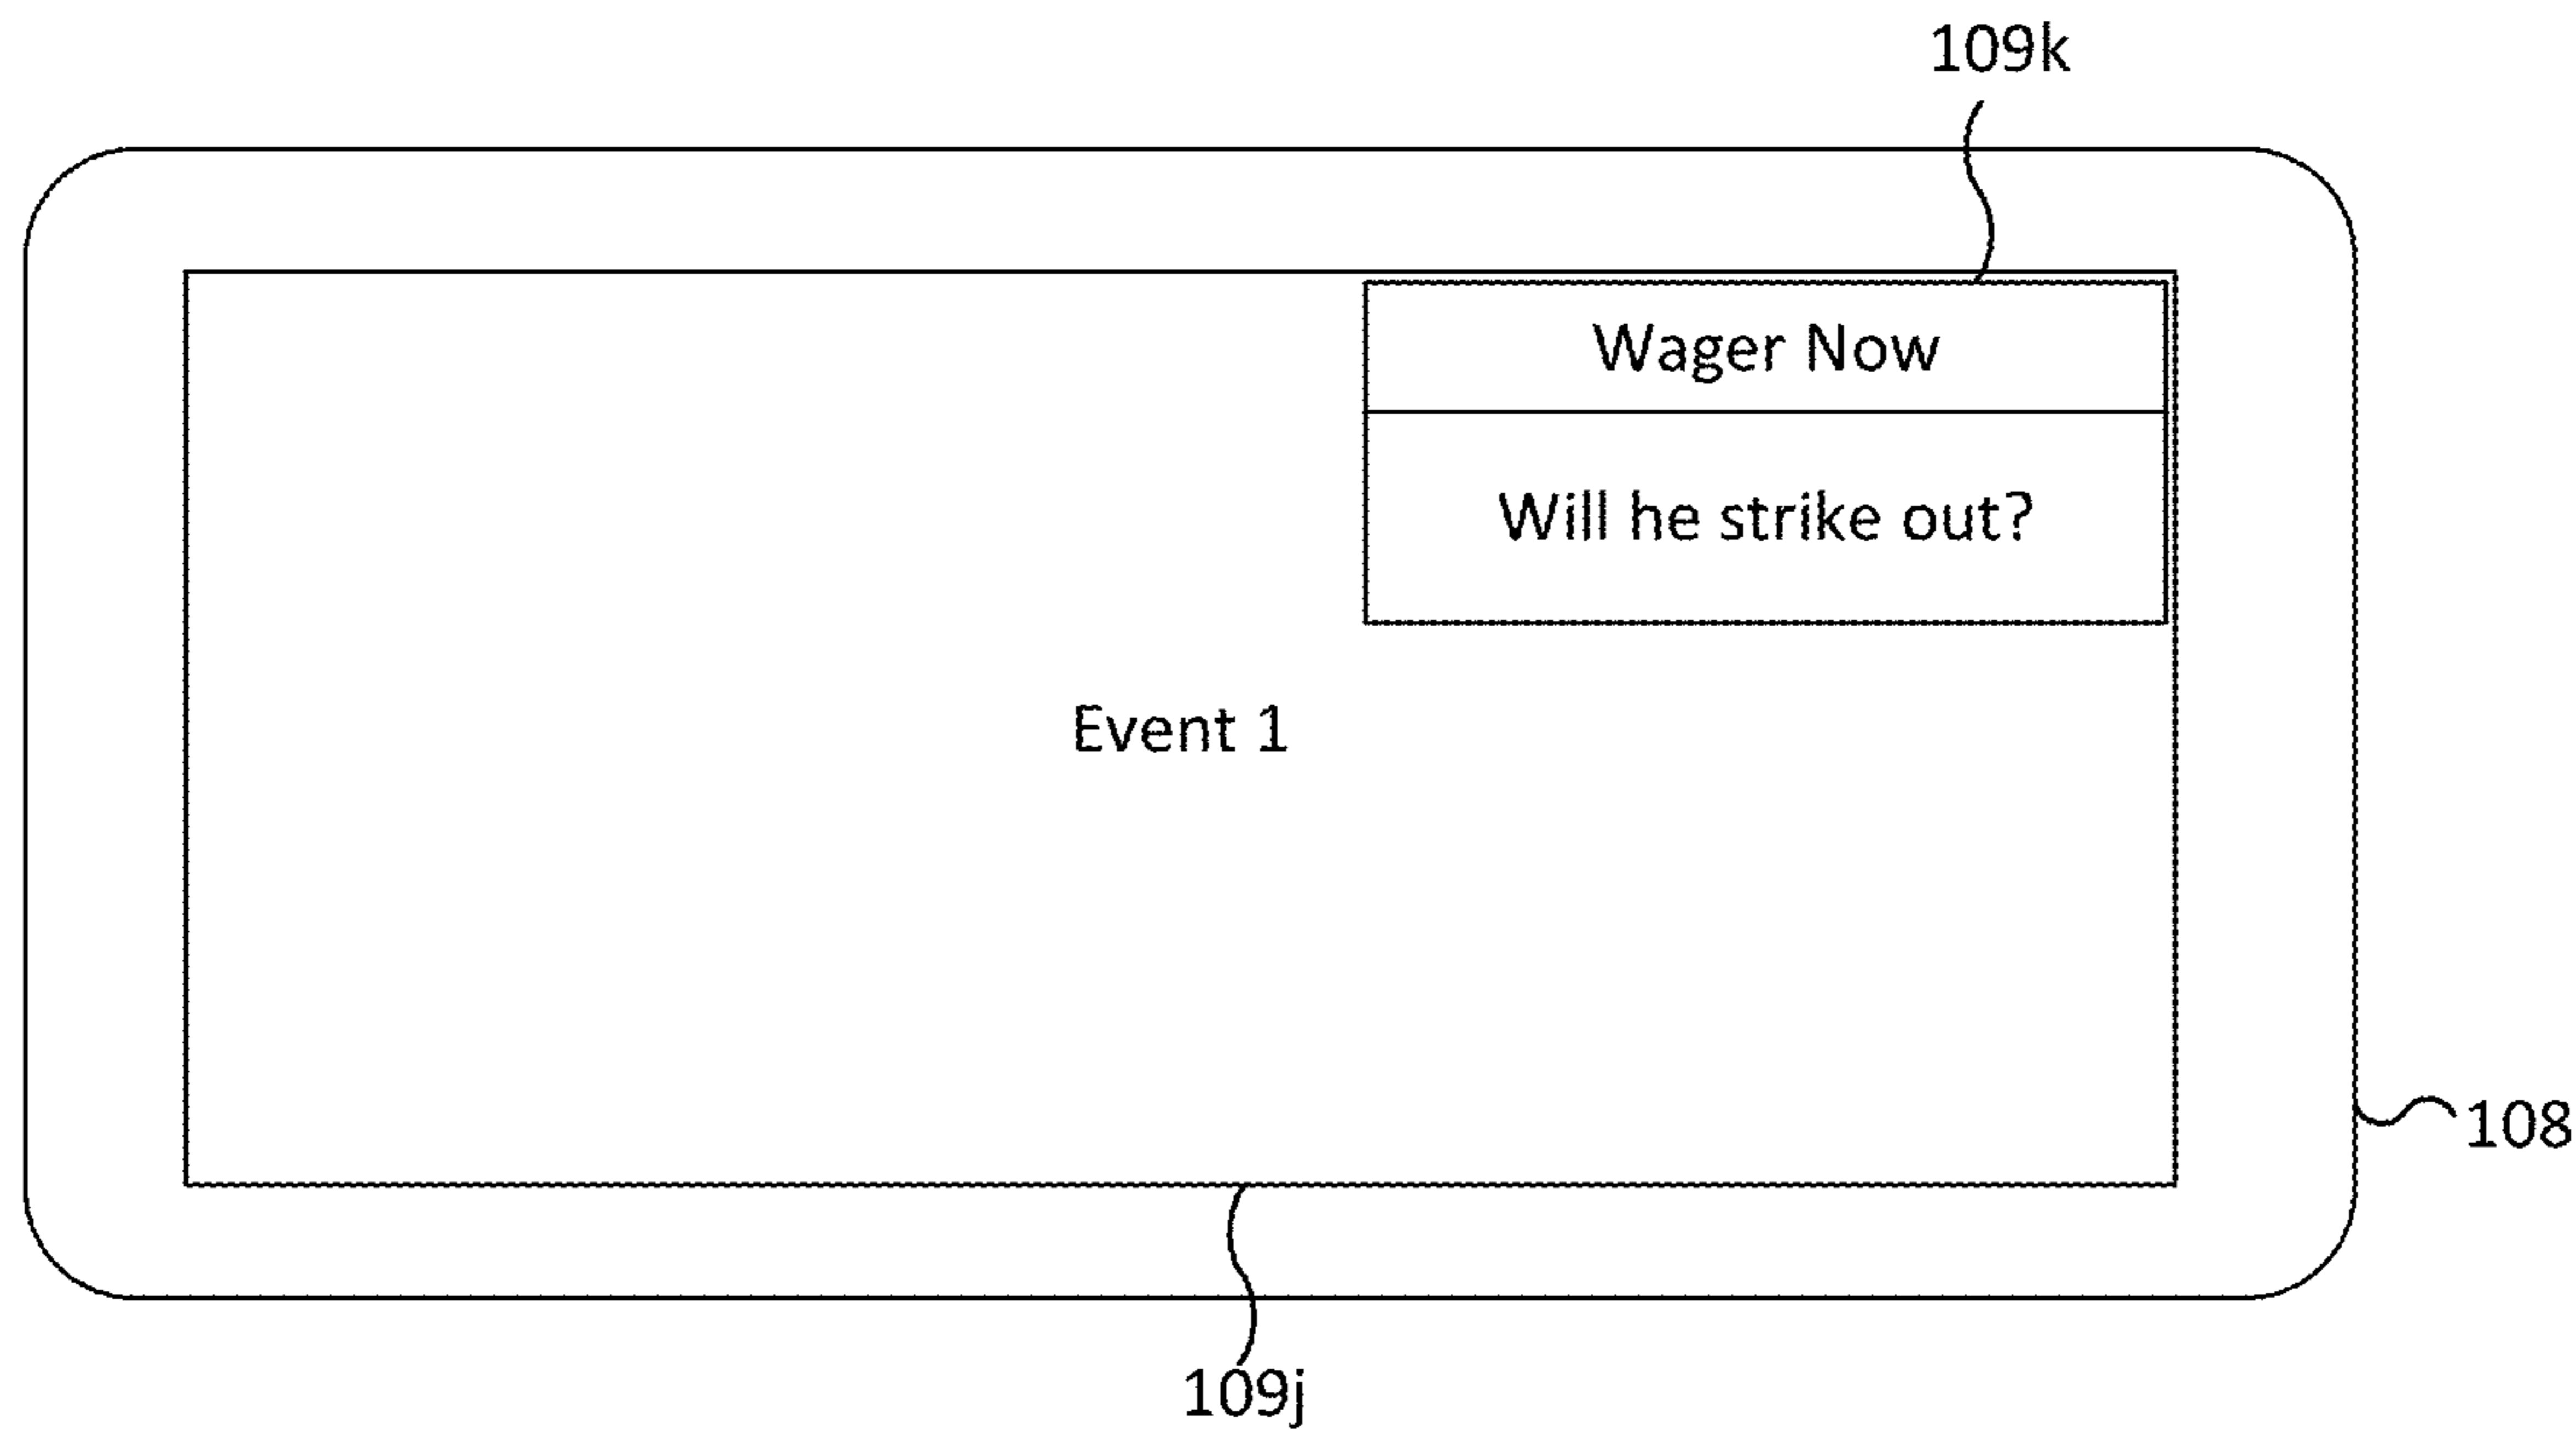 109k
Wager Now
Will he strike out?
Event 1
108
109j